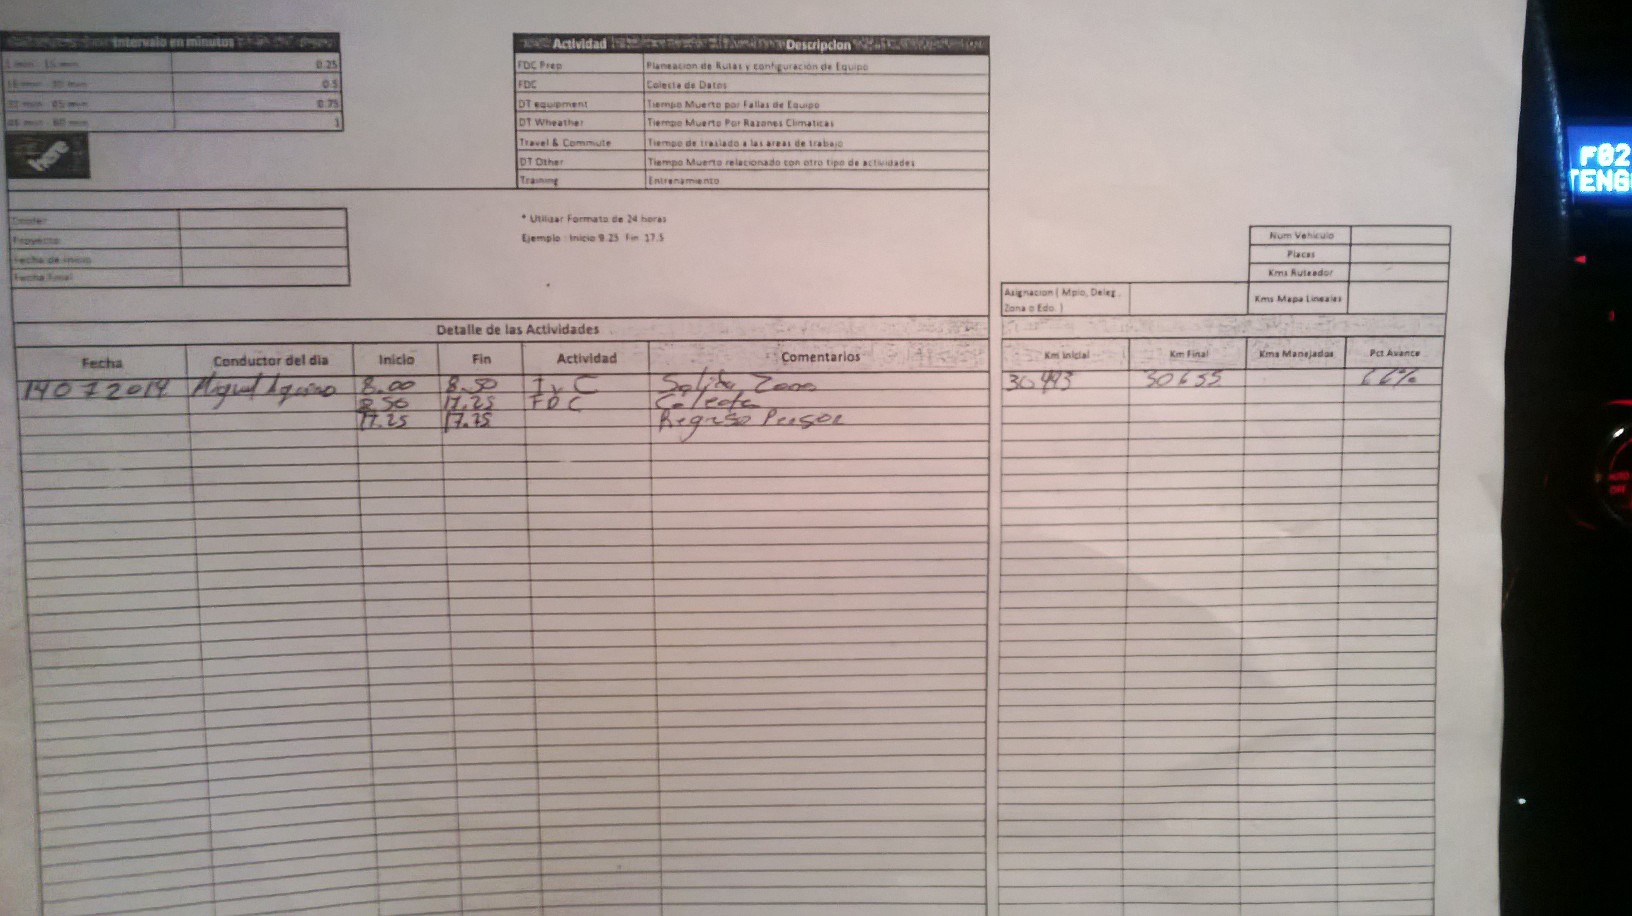 Intervalo en minutos
1 min - 15 min 0.25
16 min - 30 min 0.5
31 min - 45 min 0.75
46 min - 60 min 1
here
Actividad Descripcion
FDC Prep Planeacion de Rutas y configuración de Equipo
FDC Colecta de Datos
DT equipment Tiempo Muerto por Fallas de Equipo
DT Wheather Tiempo Muerto Por Razones Climaticas
Travel & Commute Tiempo de traslado a las areas de trabajo
DT Other Tiempo Muerto relacionado con otro tipo de actividades
Training Entrenamiento
Proyecto
Fecha de inicio
Fecha Final
* Utilizar Formato de 24 horas
Ejemplo : Inicio 9.25 Fin 17.5
Num Vehiculo
Placas
Kms Ruteador
Kms Mapa Lineales
Asignacion ( Mpio, Deleg ,
Zona o Edo. )
Detalle de las Actividades
Fecha Conductor del dia Inicio Fin Actividad Comentarios Km Inicial Km Final Kms Manejados Pct Avance
14 07 2014 Miguel Aquino 8.00 8.50 T y C Salida Zona 30493 30655 66%
8.50 17.25 FDC Colecta
17.25 17.75 Regreso
F02
TENG